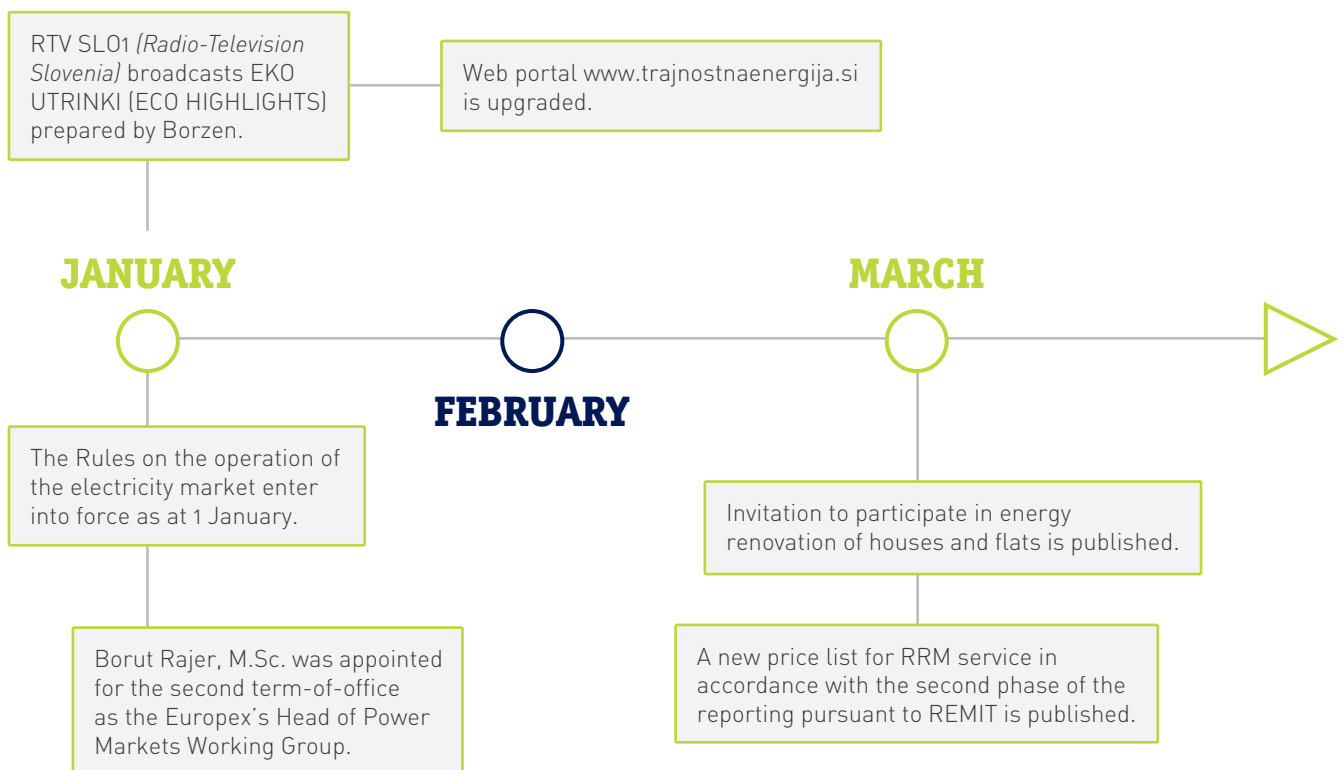 RTV SLO1 (Radio-Television
Slovenia) broadcasts EKO
UTRINKI (ECO HIGHLIGHTS)
prepared by Borzen.
Web portal www.trajnostnaenergija.si
is upgraded.
JANUARY
MARCH
FEBRUARY
The Rules on the operation of
the electricity market enter
into force as at 1 January.
Borut Rajer, M.Sc. was appointed
for the second term-of-office
as the Europex's Head of Power
Markets Working Group.
Invitation to participate in energy
renovation of houses and flats is published.
A new price list for RRM service in
accordance with the second phase of the
reporting pursuant to REMIT is published.